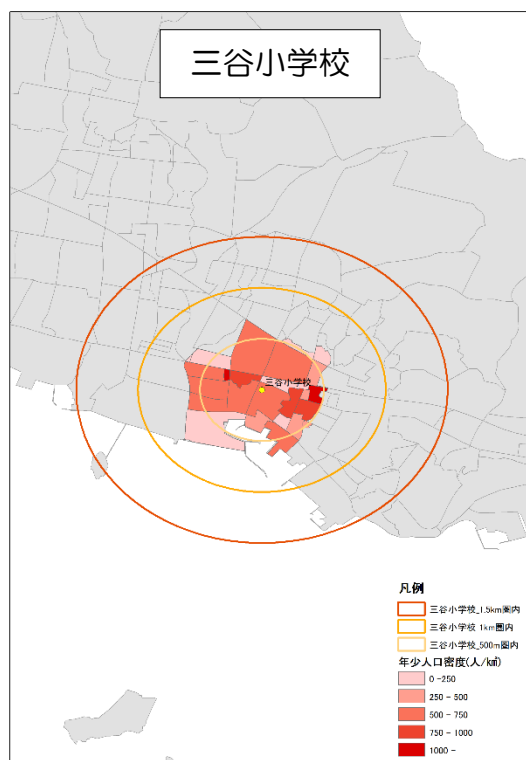 三谷小学校
三谷小学校
凡例
三谷小学校_1.5km圏内
三谷小学校 1km圏内
三谷小学校_500m圏内
年少人口密度(人/k㎡)
0 -250
250 - 500
500 - 750
750 - 1000
1000 -